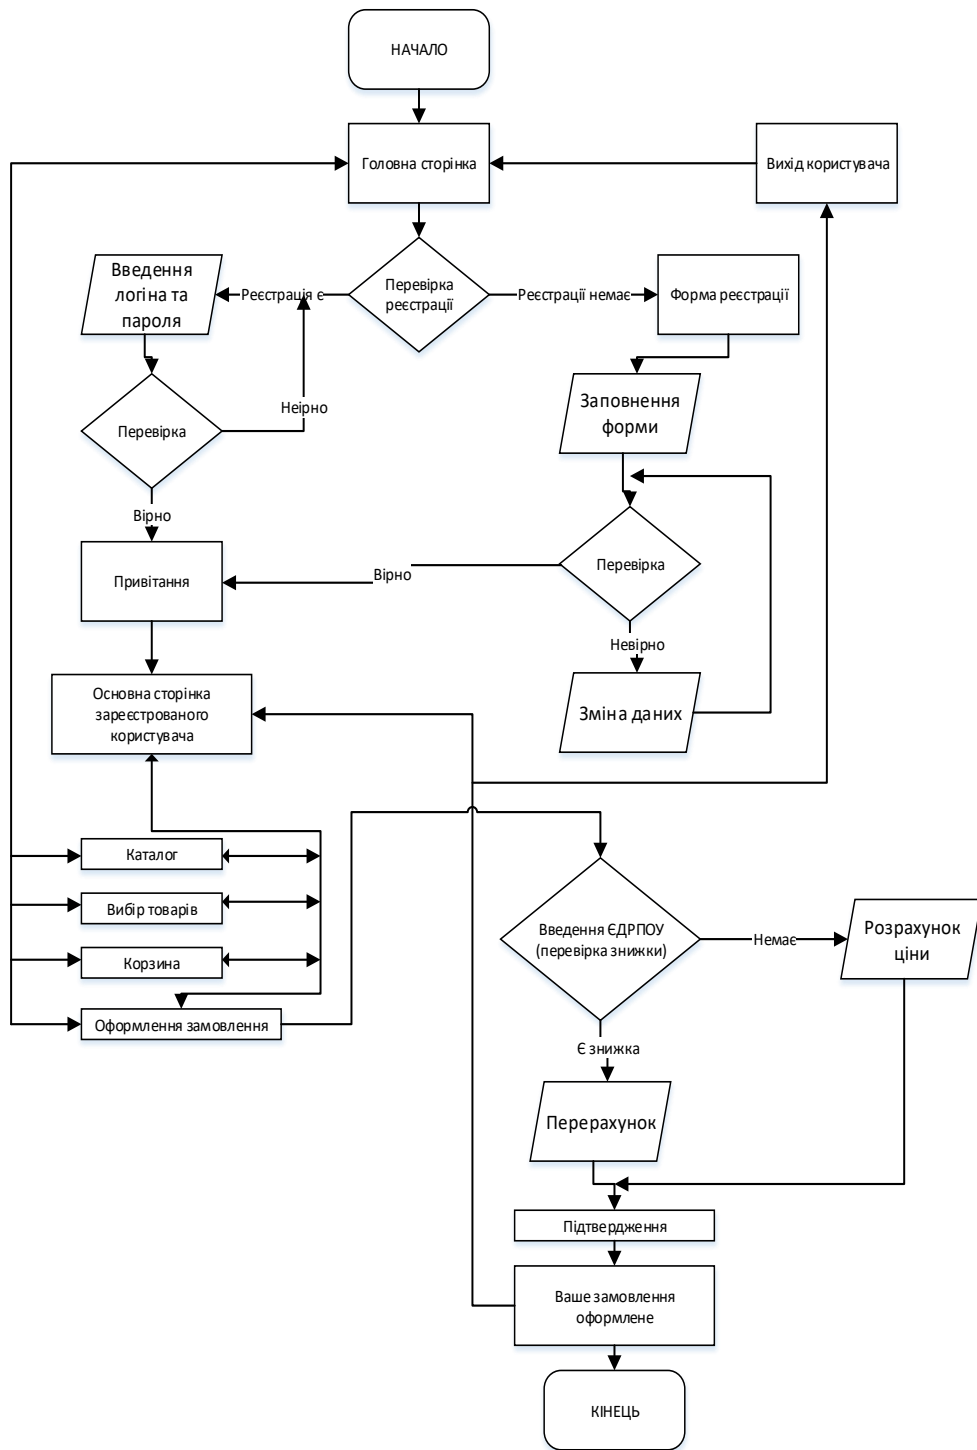 НАЧАЛО
Головна сторінка
Вихід користувача
Введення
логіна та
пароля
Реєстрація є
Перевірка
реєстрації
Реєстрації немає
Форма реєстрації
Заповнення
форми
Неірно
Перевірка
Вірно
Привітання
Вірно
Перевірка
Невірно
Зміна даних
Основна сторінка
зареєстрованого
користувача
Каталог
Вибір товарів
Корзина
Оформлення замовлення
Введення ЄДРПОУ
(перевірка знижки)
Немає
Розрахунок
ціни
Є знижка
Перерахунок
Підтвердження
Ваше замовлення
оформлене
КІНЕЦЬ